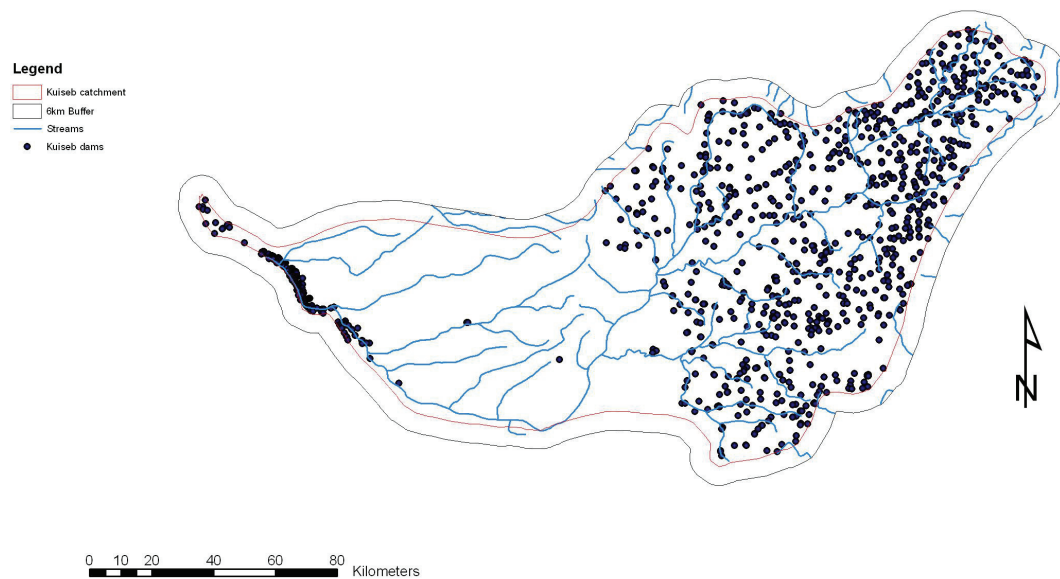 Legend
Kuiseb catchment
6km Buffer
Streams
Kuiseb dams
N
0 10 20 40 60 80
Kilometers